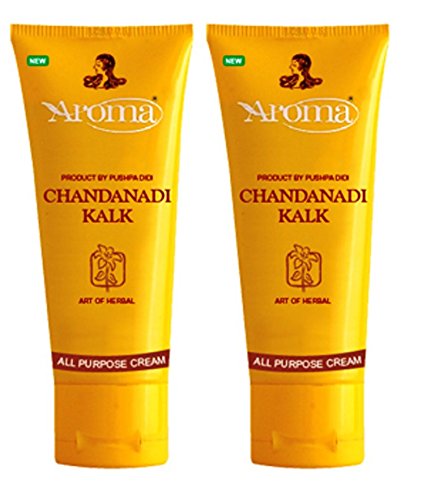 NEW
Aroma®
PRODUCT BY PUSHPA DIDI
CHANDANADI
KALK
ART OF HERBAL
ALL PURPOSE CREAM
NEW
Aroma®
PRODUCT BY PUSHPA DIDI
CHANDANADI
KALK
ART OF HERBAL
ALL PURPOSE CREAM